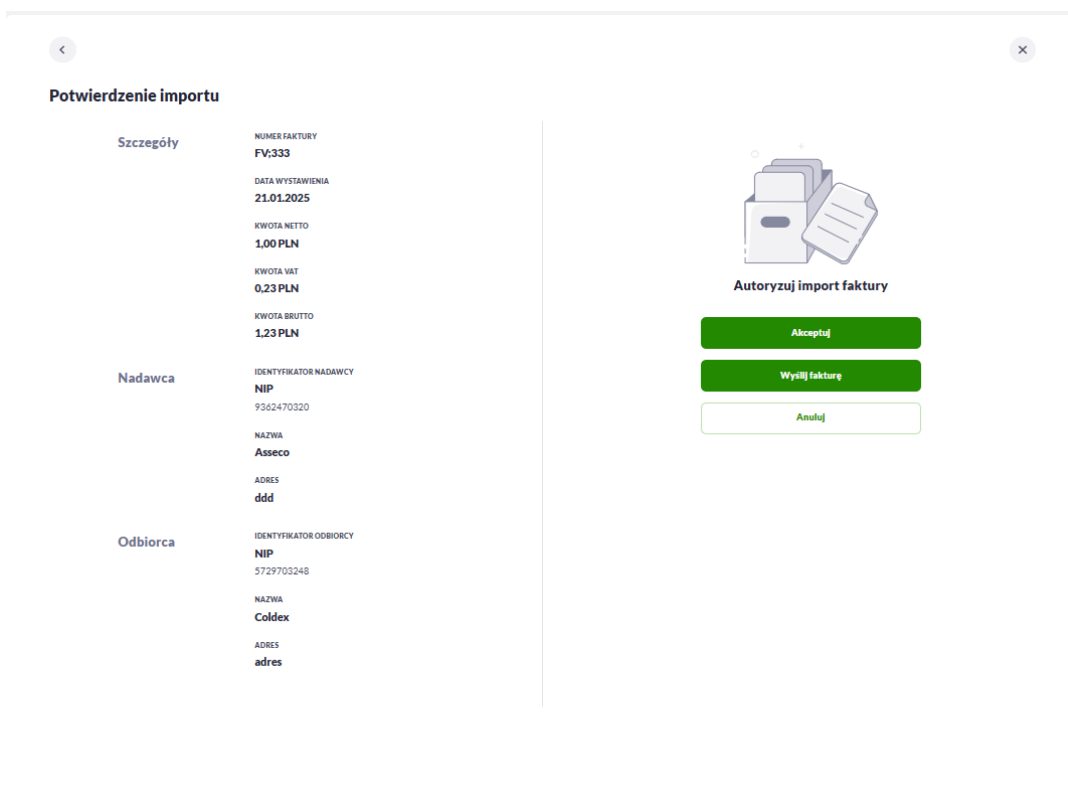 Potwierdzenie importu
Szczegóły
NUMER FAKTURY
FV;333
DATA WYSTAWIENIA
21.01.2025
KWOTA NETTO
1,00 PLN
KWOTA VAT
0,23 PLN
KWOTA BRUTTO
1,23 PLN
Nadawca
IDENTYFIKATOR NADAWCY
NIP
9362470320
NAZWA
Asseco
ADRES
ddd
Odbiorca
IDENTYFIKATOR ODBIORCY
NIP
5729703248
NAZWA
Coldex
ADRES
adres
Autoryzuj import faktury
Akceptuj
Wyślij fakturę
Anuluj